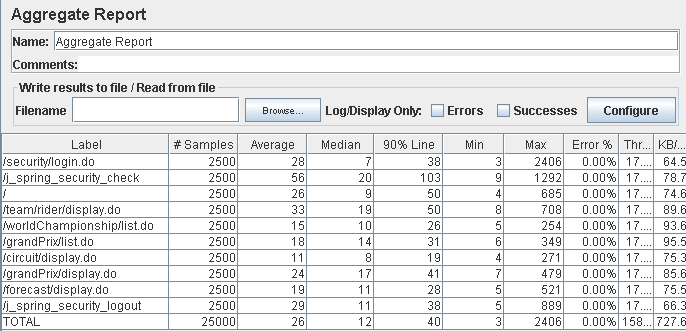 Aggregate Report
Name: Aggregate Report
Comments:
Write results to file / Read from file
Filename Browse... Log/Display Only: Errors Successes Configure
Label # Samples Average Median 90% Line Min Max Error % Thr... KB/...
/security/login.do 2500 28 7 38 3 2406 0.00% 17.... 64.5
/j_spring_security_check 2500 56 20 103 9 1292 0.00% 17.... 78.7
/ 2500 26 9 50 4 685 0.00% 17.... 74.6
/team/rider/display.do 2500 33 19 50 8 708 0.00% 17.... 89.6
/worldChampionship/list.do 2500 15 10 26 5 254 0.00% 17.... 93.6
/grandPrix/list.do 2500 18 14 31 6 349 0.00% 17.... 95.5
/circuit/display.do 2500 11 8 19 4 271 0.00% 17.... 75.3
/grandPrix/display.do 2500 24 17 41 7 479 0.00% 17.... 85.6
/forecast/display.do 2500 19 11 28 5 521 0.00% 17.... 75.5
/j_spring_security_logout 2500 29 11 38 5 889 0.00% 17.... 66.3
TOTAL 25000 26 12 40 3 2406 0.00% 158... 727.6